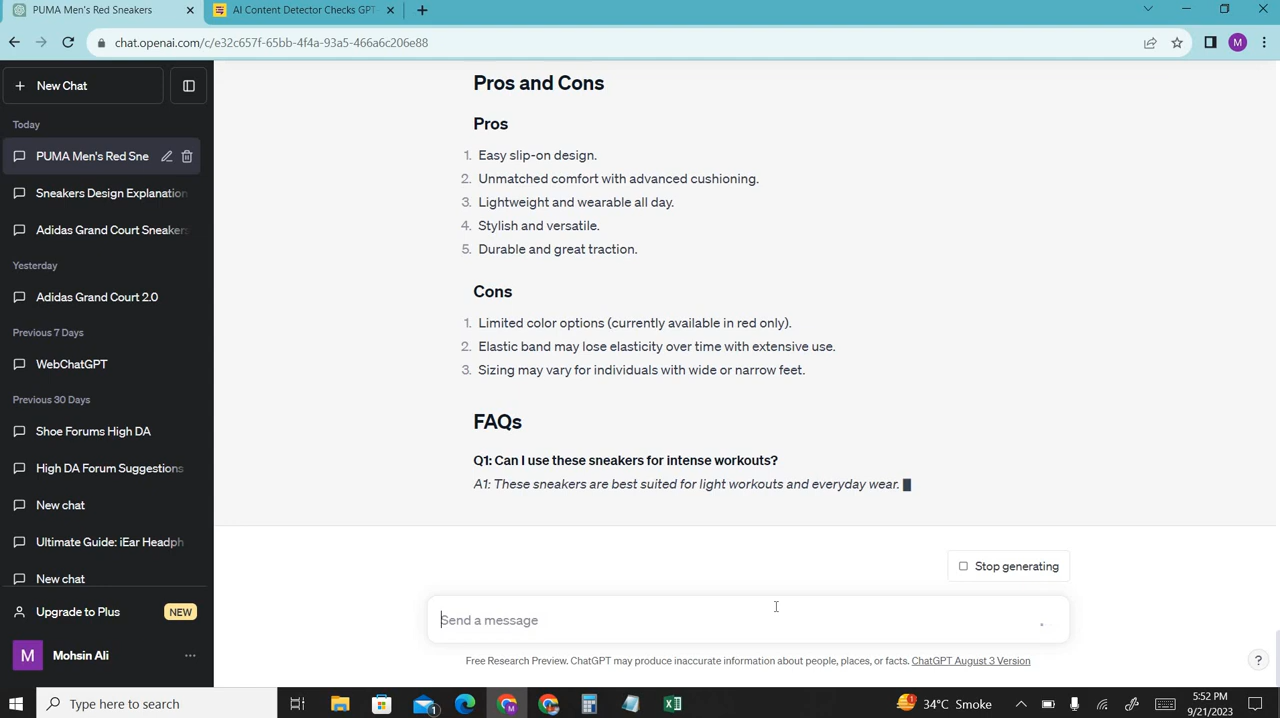 PUMA Men's Red Sneakers
AI Content Detector Checks GPT-
chat.openai.com/c/e32c657f-65bb-4f4a-93a5-466a6c206e88
M
New Chat
Today
PUMA Men's Red Sne
Sneakers Design Explanation
Adidas Grand Court Sneakers
Yesterday
Adidas Grand Court 2.0
Previous 7 Days
WebChatGPT
Previous 30 Days
Shoe Forums High DA
High DA Forum Suggestions
New chat
Ultimate Guide: iEar Headph
New chat
Upgrade to Plus NEW
M Mohsin Ali
Pros and Cons
Pros
1. Easy slip-on design.
2. Unmatched comfort with advanced cushioning.
3. Lightweight and wearable all day.
4. Stylish and versatile.
5. Durable and great traction.
Cons
1. Limited color options (currently available in red only).
2. Elastic band may lose elasticity over time with extensive use.
3. Sizing may vary for individuals with wide or narrow feet.
FAQs
Q1: Can I use these sneakers for intense workouts?
A1: These sneakers are best suited for light workouts and everyday wear.
Stop generating
Send a message
Free Research Preview. ChatGPT may produce inaccurate information about people, places, or facts. ChatGPT August 3 Version
?
Type here to search
1
M
34°C Smoke
5:52 PM
9/21/2023